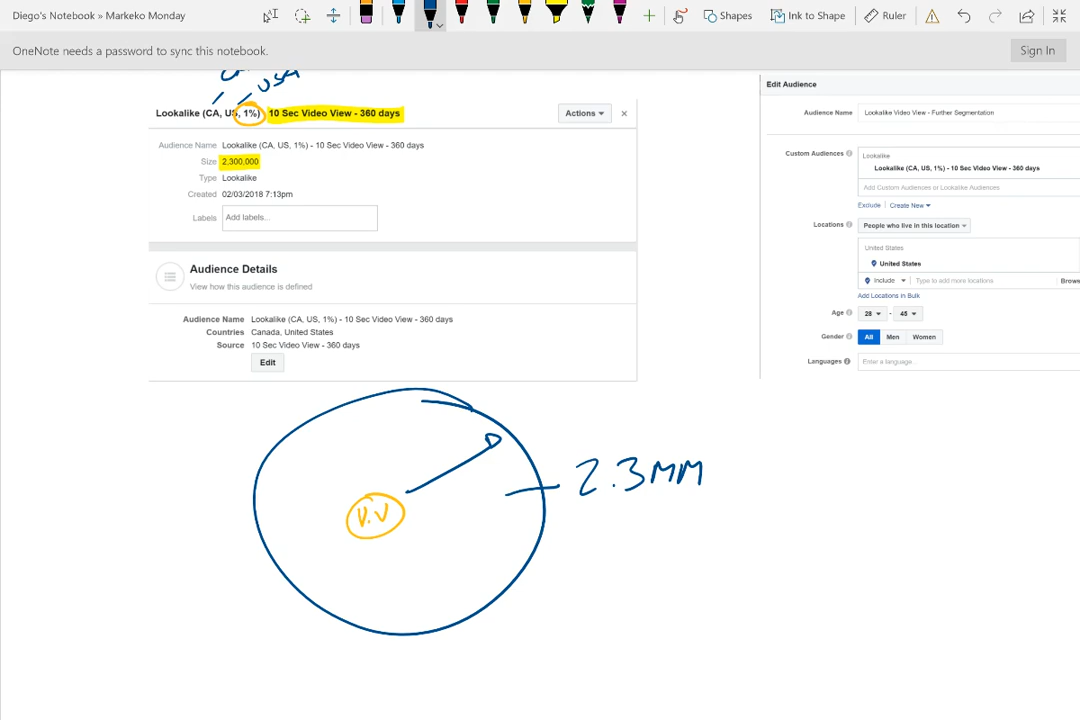 Diego's Notebook » Markeko Monday
Shapes
Ink to Shape
Ruler
OneNote needs a password to sync this notebook.
Sign In
USA
Lookalike (CA, US, 1%) 10 Sec Video View - 360 days
Actions
Audience Name Lookalike (CA, US, 1%) - 10 Sec Video View - 360 days
Size 2,300,000
Type Lookalike
Created 02/03/2018 7:13pm
Labels Add labels...
Audience Details
View how this audience is defined
Audience Name Lookalike (CA, US, 1%) - 10 Sec Video View - 360 days
Countries Canada, United States
Source 10 Sec Video View - 360 days
Edit
Edit Audience
Audience Name Lookalike Video View - Further Segmentation
Custom Audiences Lookalike
Lookalike (CA, US, 1%) - 10 Sec Video View - 360 days
Add Custom Audiences or Lookalike Audiences
Exclude | Create New
Locations People who live in this location
United States
United States
Include Type to add more locations Brows
Add Locations in Bulk
Age 28 - 45
Gender All Men Women
Languages Enter a language...
V.V
2.3MM